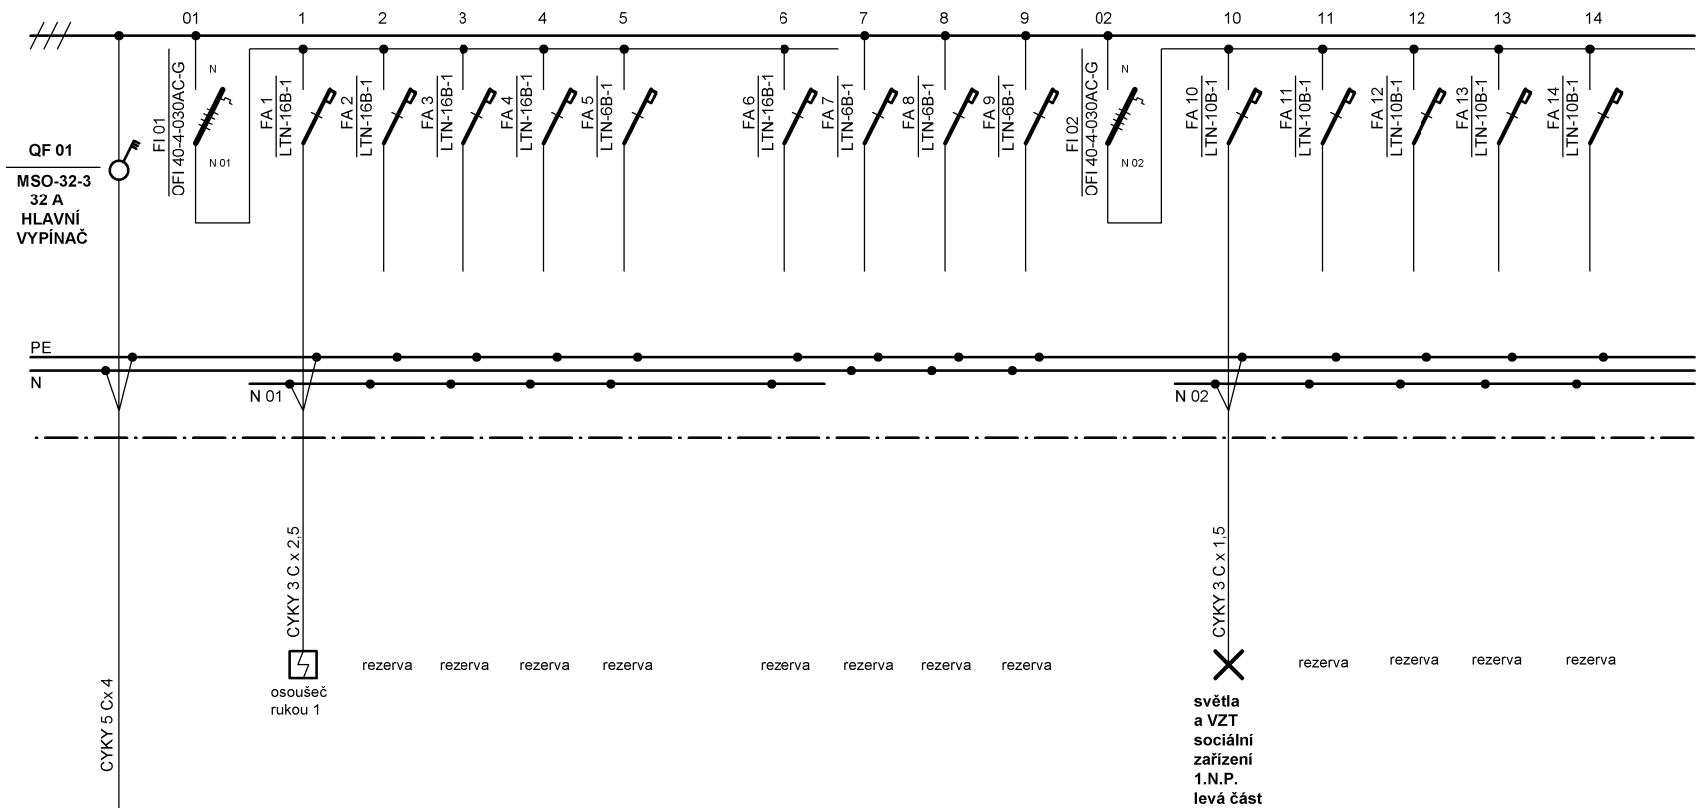 01 1 2 3 4 5 6 7 8 9 02 10 11 12 13 14
QF 01
MSO-32-3
32 A
HLAVNÍ
VYPÍNAČ
FI 01
OFI 40-4-030AC-G
N
N 01
FA 1
LTN-16B-1
FA 2
LTN-16B-1
FA 3
LTN-16B-1
FA 4
LTN-16B-1
FA 5
LTN-6B-1
FA 6
LTN-16B-1
FA 7
LTN-6B-1
FA 8
LTN-6B-1
FA 9
LTN-6B-1
FI 02
OFI 40-4-030AC-G
N
N 02
FA 10
LTN-10B-1
FA 11
LTN-10B-1
FA 12
LTN-10B-1
FA 13
LTN-10B-1
FA 14
LTN-10B-1
PE
N
N 01
N 02
CYKY 5 Cx 4
CYKY 3 C x 2,5
CYKY 3 C x 1,5
osoušeč
rukou 1
rezerva rezerva rezerva rezerva rezerva rezerva rezerva rezerva
světla
a VZT
sociální
zařízení
1.N.P.
levá část
rezerva rezerva rezerva rezerva